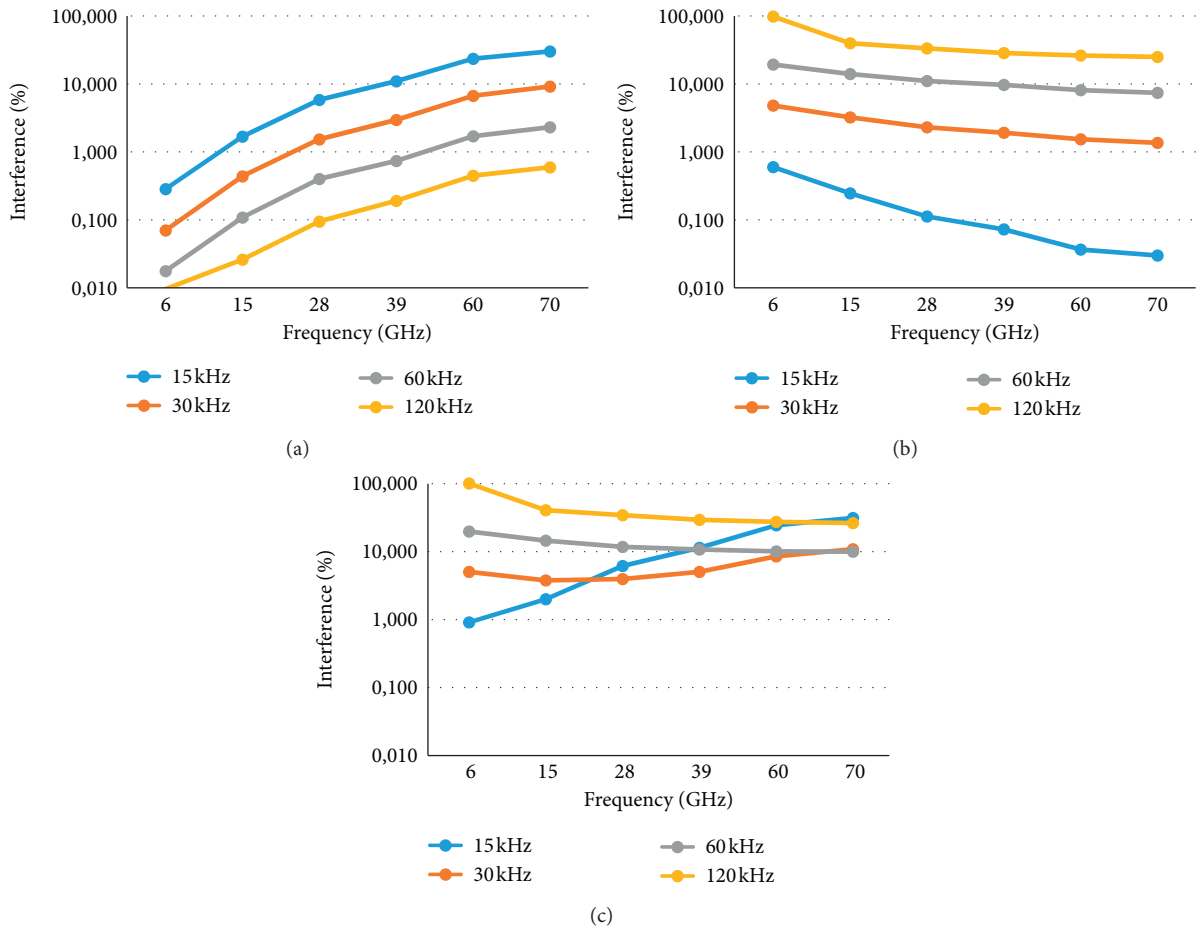 100,000
10,000
1,000
0,100
0,010
Interference (%)
6 15 28 39 60 70
Frequency (GHz)
15 kHz 60 kHz
30 kHz 120 kHz
(a)
100,000
10,000
1,000
0,100
0,010
Interference (%)
6 15 28 39 60 70
Frequency (GHz)
15 kHz 60 kHz
30 kHz 120 kHz
(b)
100,000
10,000
1,000
0,100
0,010
Interference (%)
6 15 28 39 60 70
Frequency (GHz)
15 kHz 60 kHz
30 kHz 120 kHz
(c)